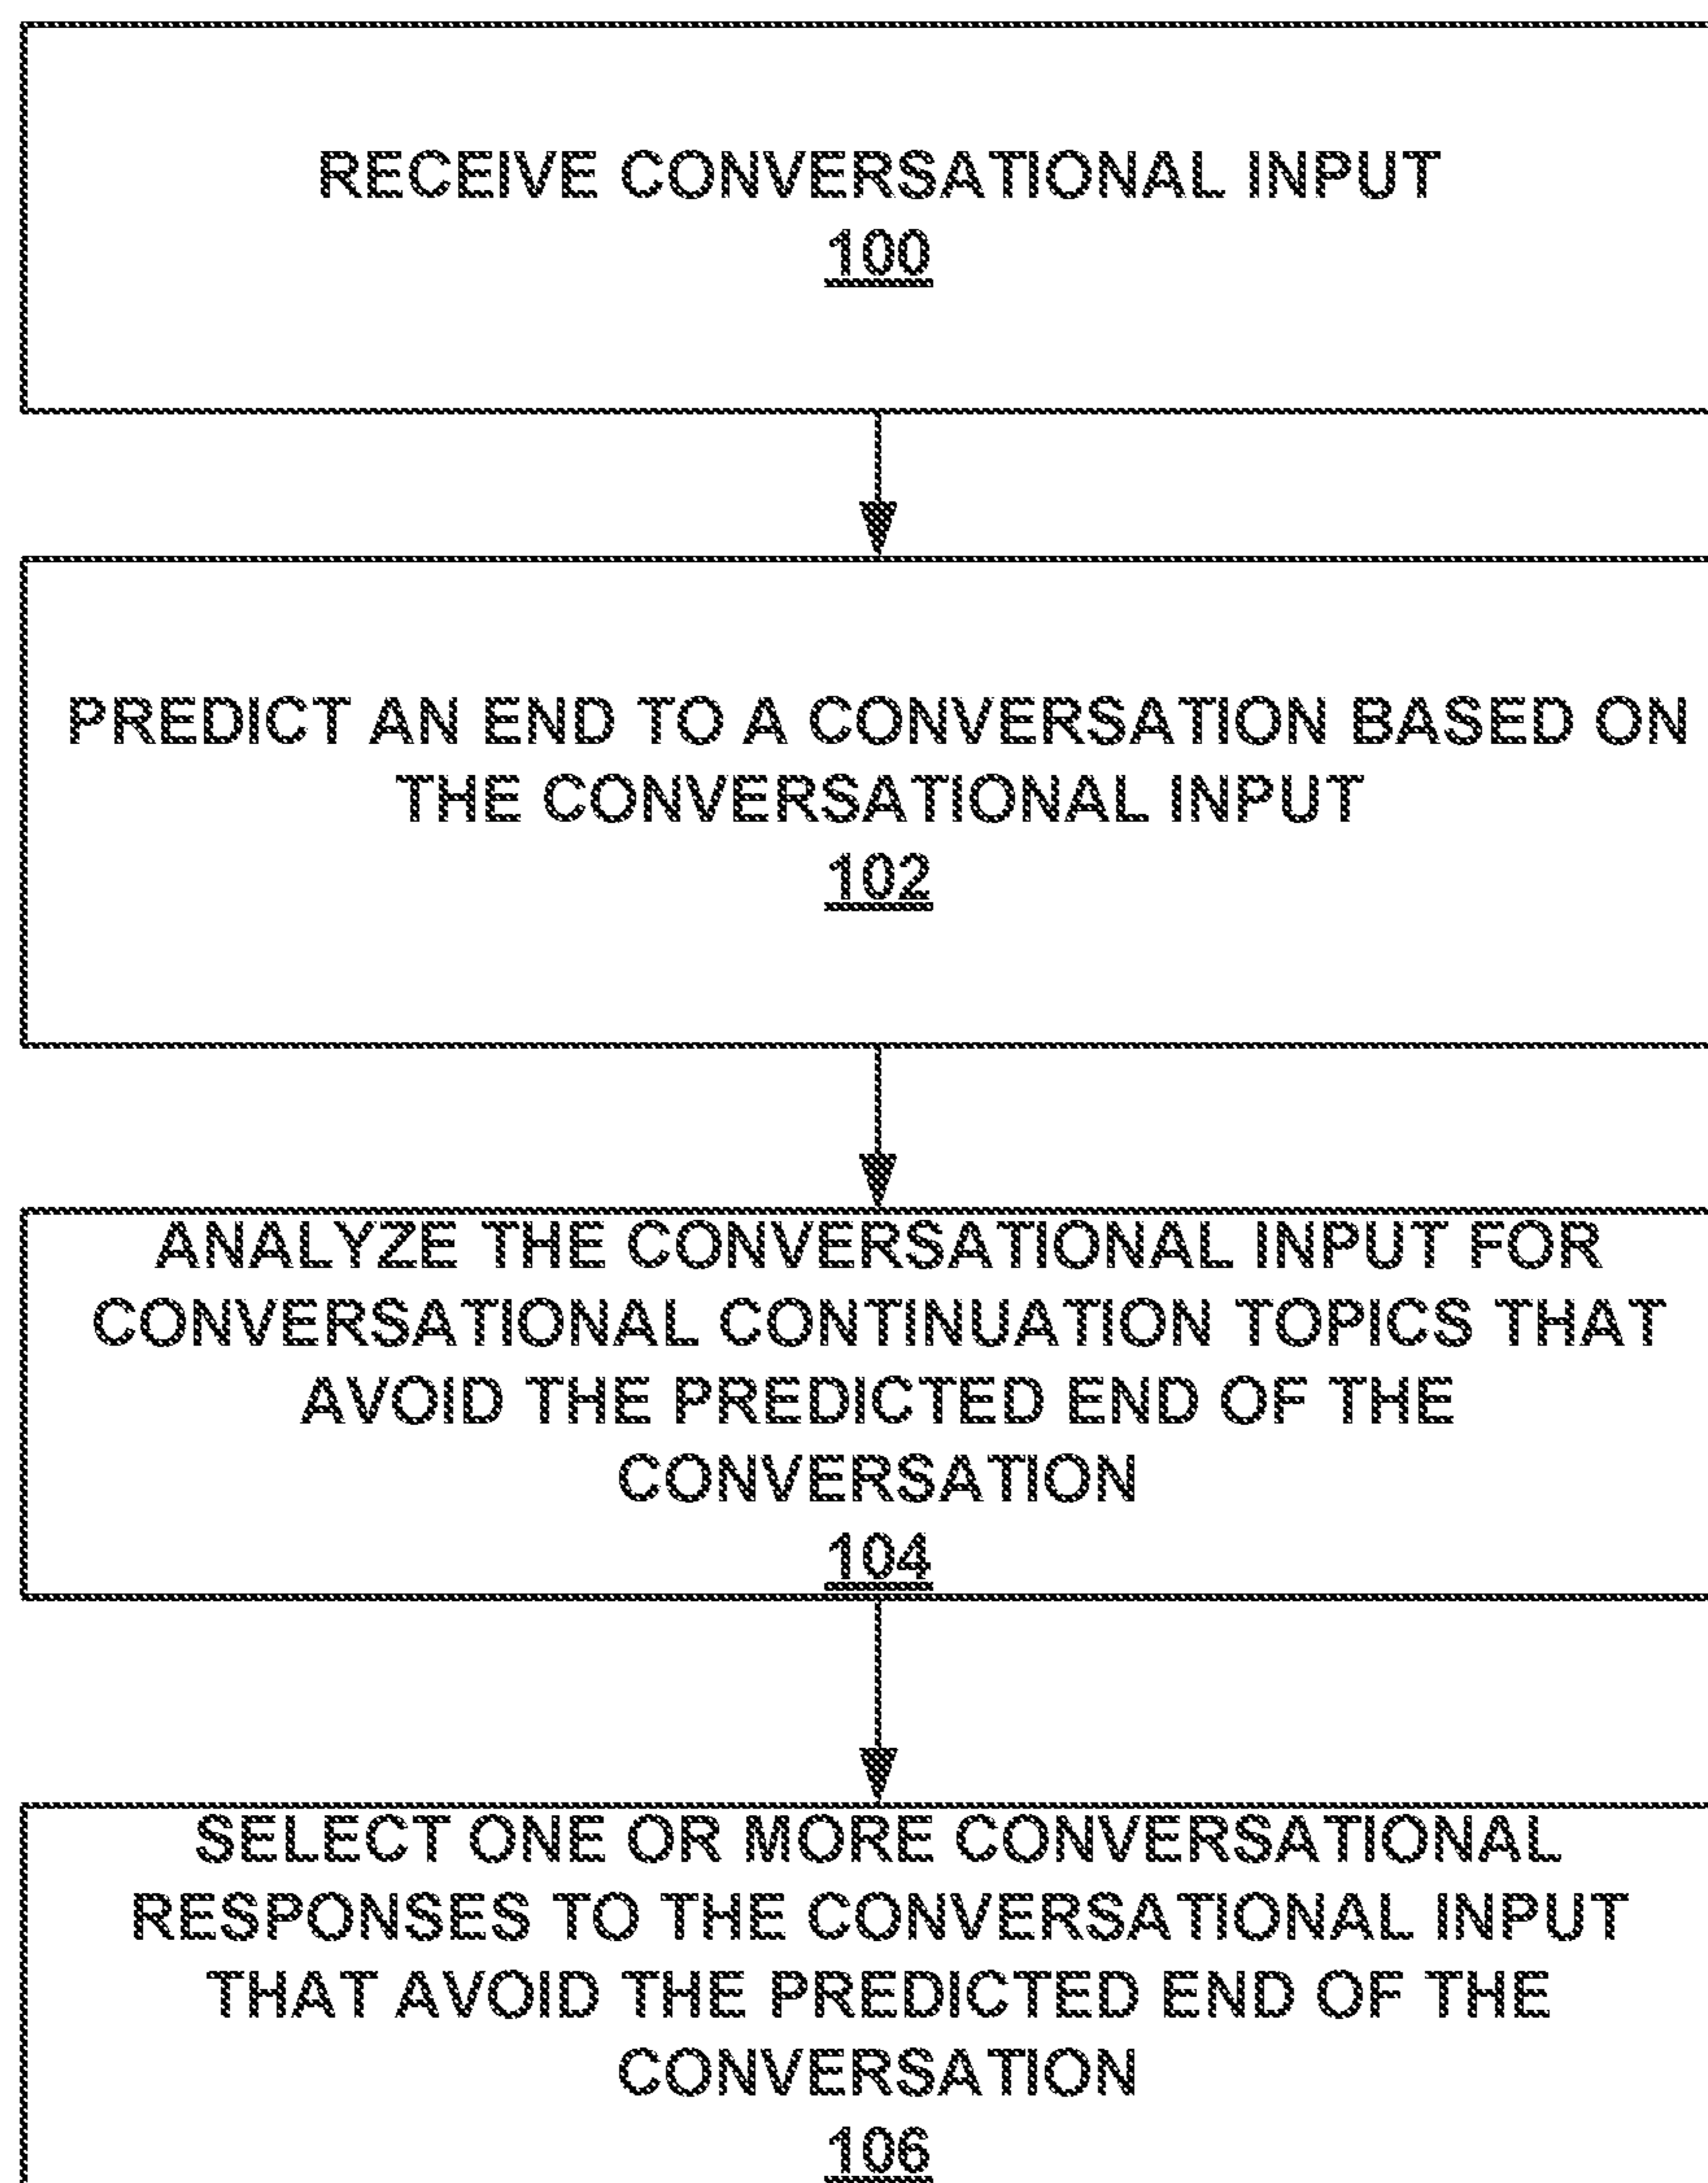 RECEIVE CONVERSATIONAL INPUT
100
PREDICT AN END TO A CONVERSATION BASED ON
THE CONVERSATIONAL INPUT
102
ANALYZE THE CONVERSATIONAL INPUT FOR
CONVERSATIONAL CONTINUATION TOPICS THAT
AVOID THE PREDICTED END OF THE
CONVERSATION
104
SELECT ONE OR MORE CONVERSATIONAL
RESPONSES TO THE CONVERSATIONAL INPUT
THAT AVOID THE PREDICTED END OF THE
CONVERSATION
106